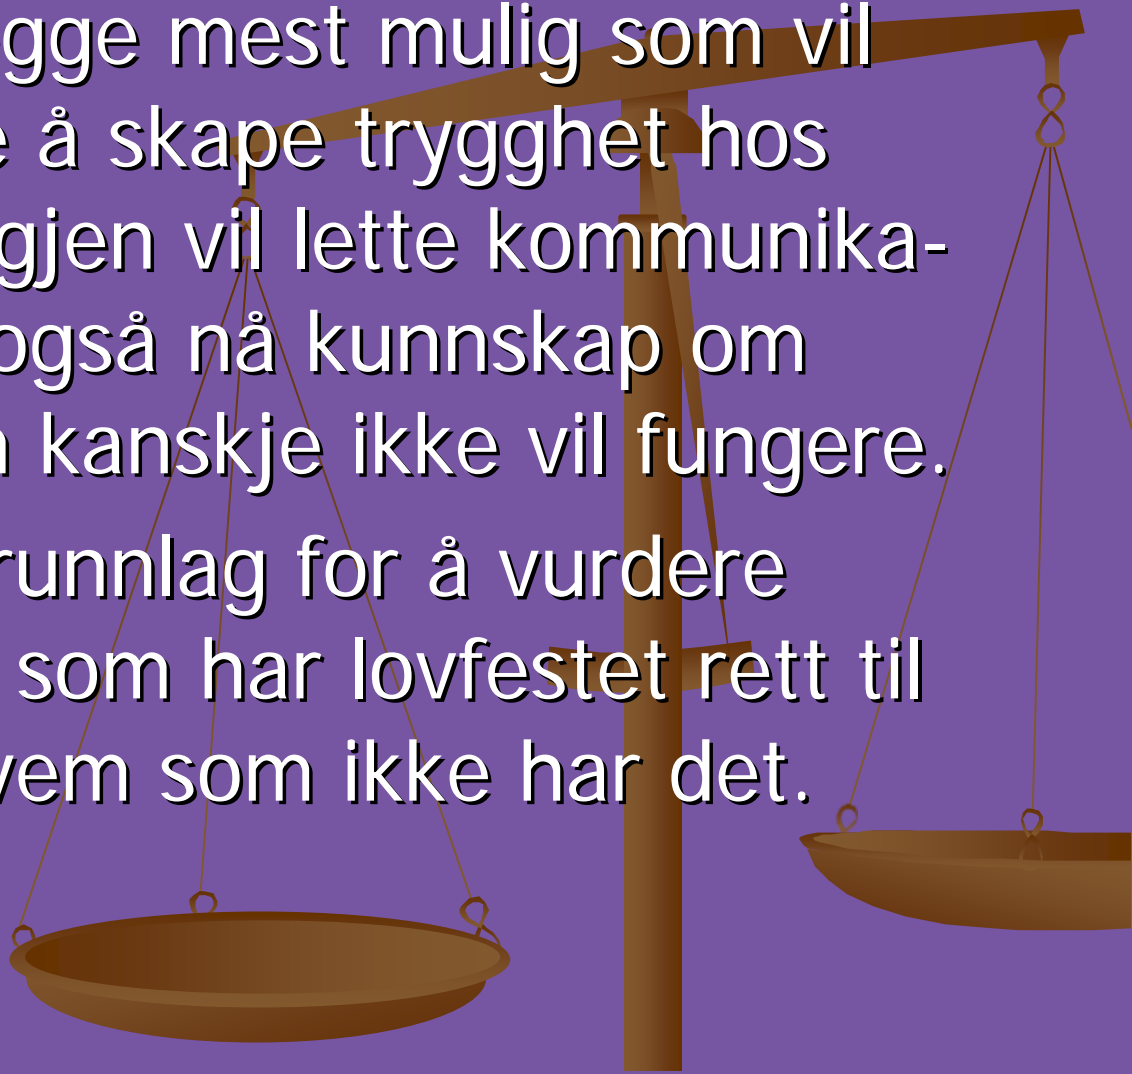 gge mest mulig som vil
å skape trygghet hos
gjen vil lette kommunika-
også nå kunnskap om
kanskje ikke vil fungere.
runnlag for å vurdere
som har lovfestet rett til
vem som ikke har det.